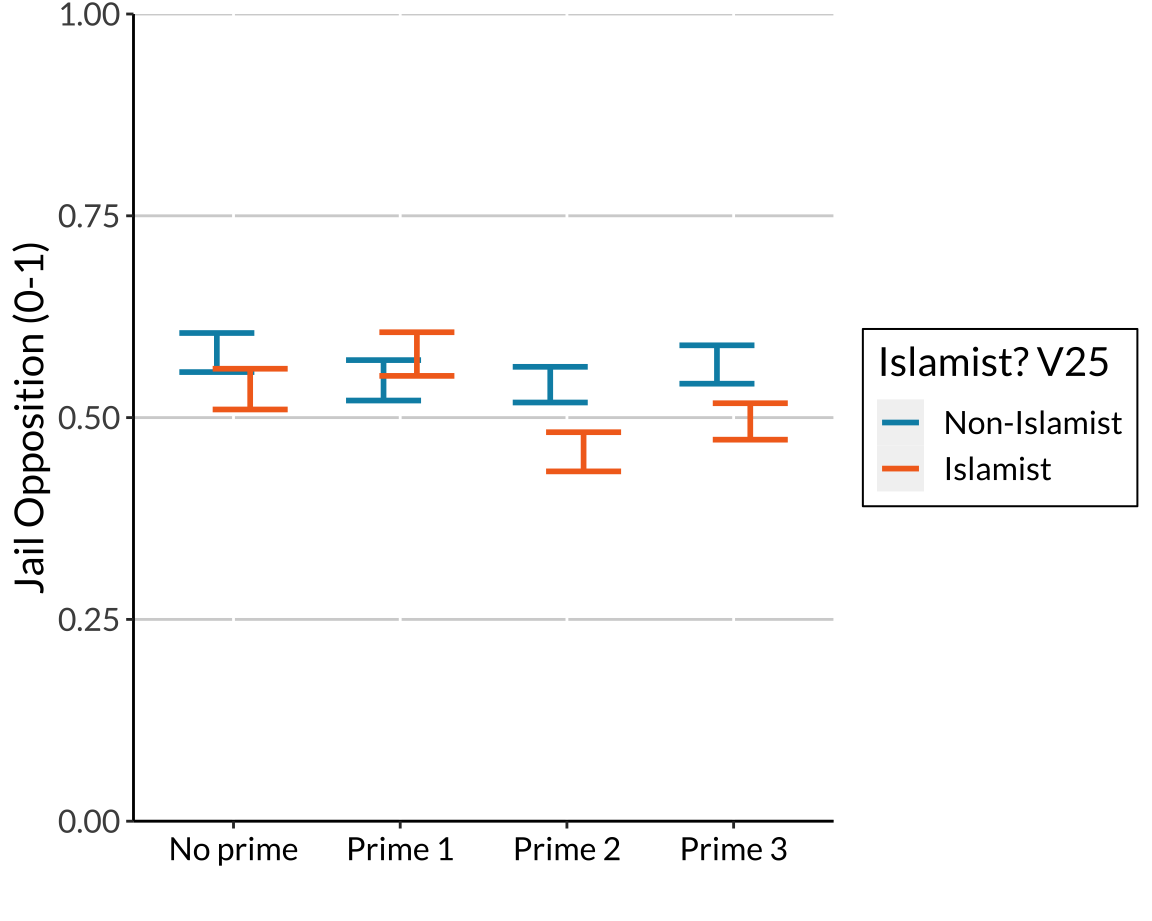 1.00
0.75
0.50
0.25
0.00
Jail Opposition (0-1)
No prime
Prime 1
Prime 2
Prime 3
Islamist? V25
Non-Islamist
Islamist